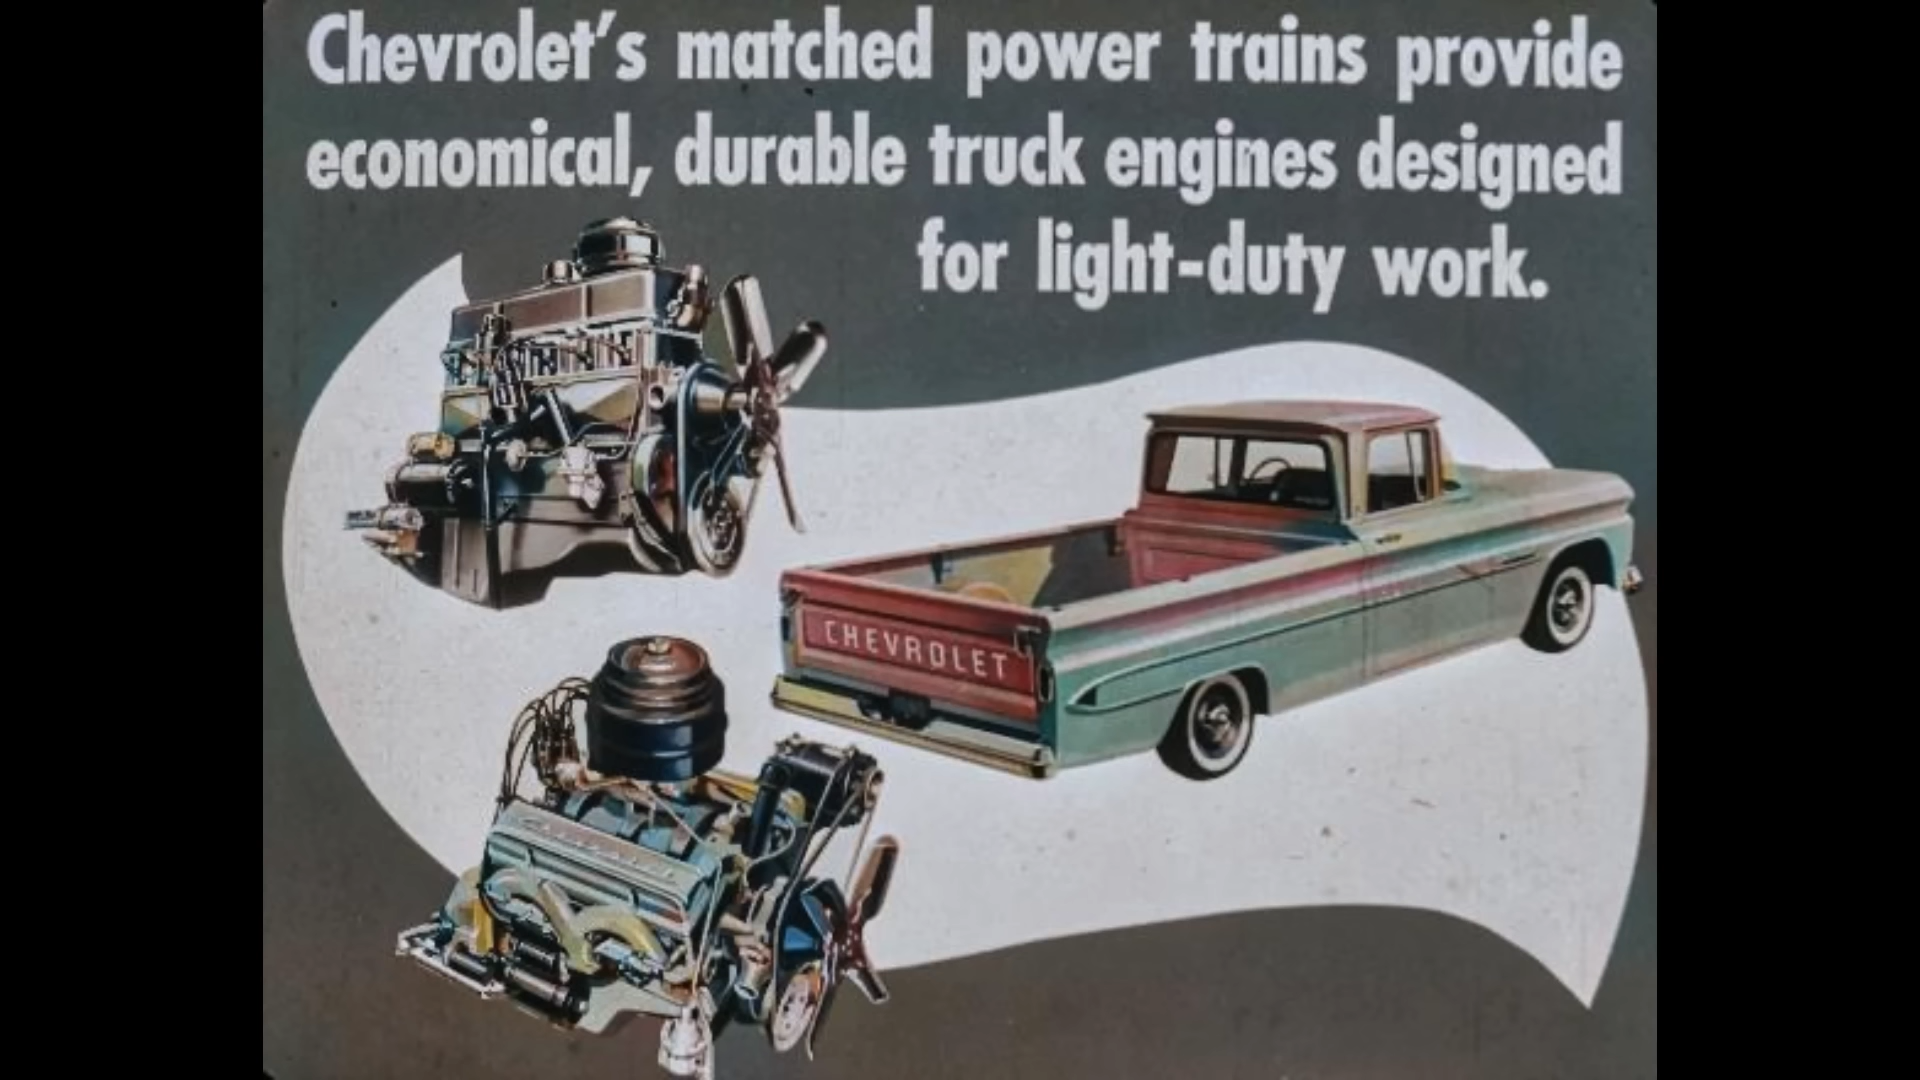 Chevrolet's matched power trains provide
economical, durable truck engines designed
for light-duty work.
CHEVROLET